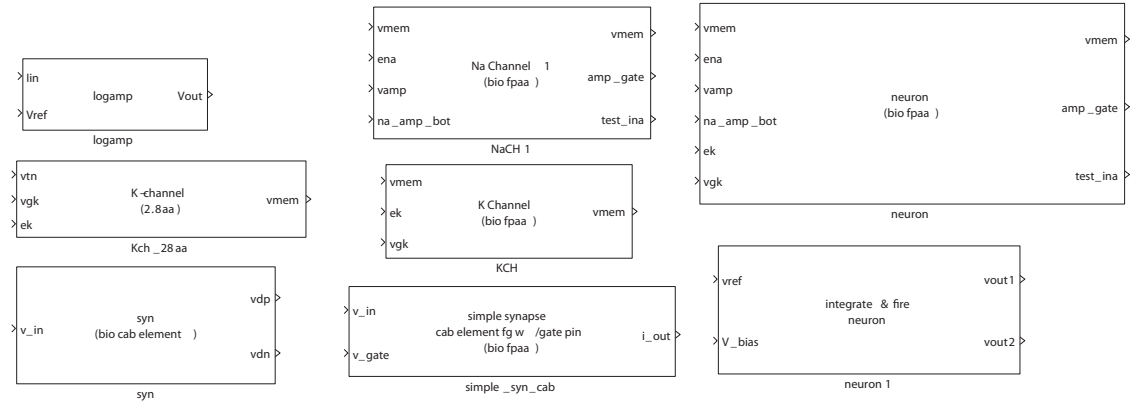 Iin
Vref
logamp
Vout
logamp
vtn
vgk
ek
K-channel
(2.8aa )
vmem
Kch _28 aa
v_in
syn
(bio cab element )
vdp
vdn
syn
vmem
ena
vamp
na _amp _bot
Na Channel 1
(bio fpaa )
vmem
amp _gate
test_ina
NaCH 1
vmem
ek
vgk
K Channel
(bio fpaa )
vmem
KCH
v_in
v_gate
simple synapse
cab element fg w /gate pin
(bio fpaa )
i_out
simple _syn_cab
vmem
ena
vamp
na _amp _bot
ek
vgk
neuron
(bio fpaa )
vmem
amp _gate
test_ina
neuron
vref
V_bias
integrate & fire
neuron
vout1
vout2
neuron 1